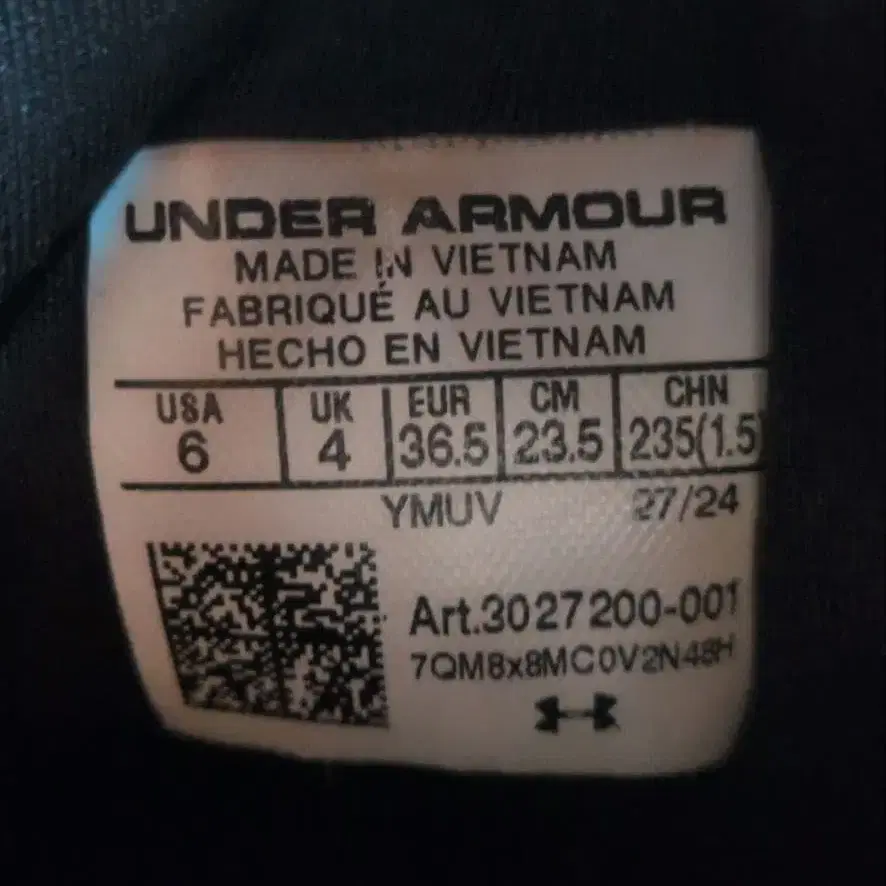 UNDER ARMOUR
MADE IN VIETNAM
FABRIQUÉ AU VIETNAM
HECHO EN VIETNAM
USA UK EUR CM CHN
6 4 36.5 23.5 235(1.5)
YMUV 27/24
Art.3027200-001
7QM8x8MC0V2N48H